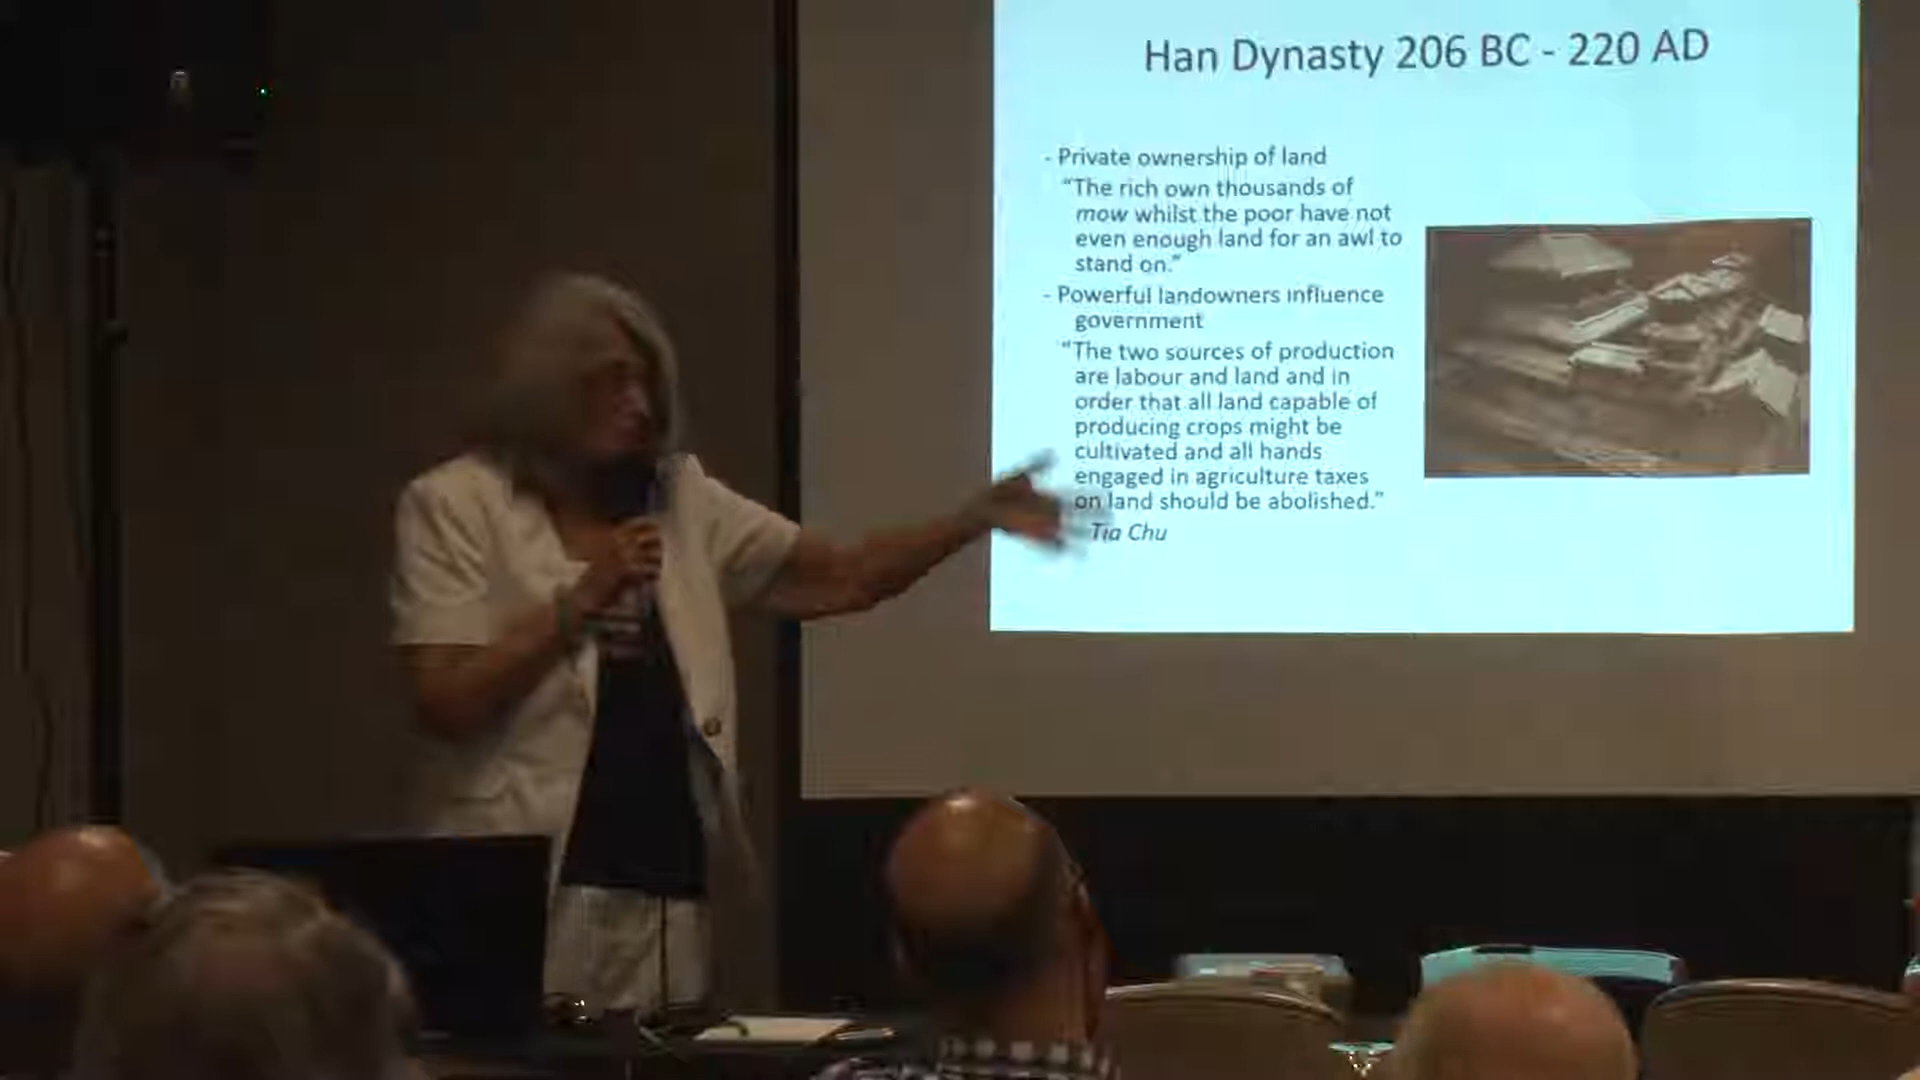 Han Dynasty 206 BC - 220 AD
- Private ownership of land
"The rich own thousands of
mow whilst the poor have not
even enough land for an awl to
stand on."
- Powerful landowners influence
government
"The two sources of production
are labour and land and in
order that all land capable of
producing crops might be
cultivated and all hands
engaged in agriculture taxes
on land should be abolished."
Tia Chu